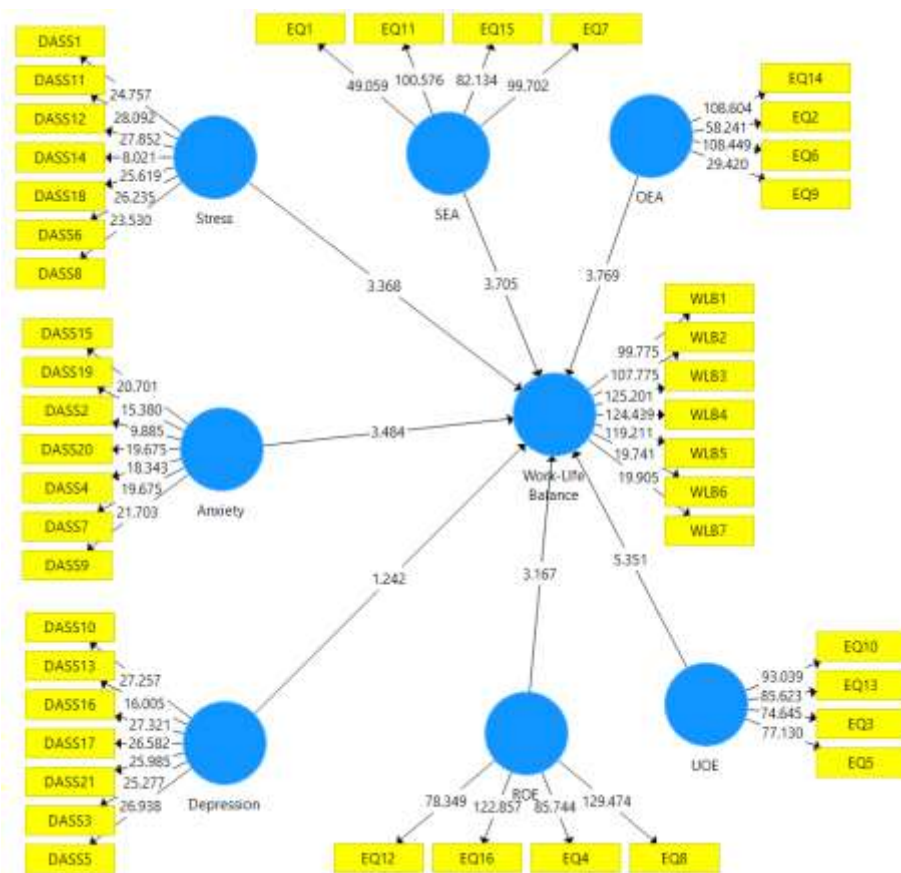 EQ1
EQ11
EQ15
EQ7
49.059
100.576
82.134
99.702
SEA
DASS1
DASS11
DASS12
DASS14
DASS18
DASS6
DASS8
24.757
28.092
27.852
8.021
25.619
26.235
23.530
Stress
EQ14
EQ2
EQ6
EQ9
108.604
58.241
108.449
29.420
OEA
3.368
3.705
3.769
DASS15
DASS19
DASS2
DASS20
DASS4
DASS7
DASS9
20.701
15.380
9.885
19.675
18.343
19.675
21.703
Anxiety
3.484
WLB1
WLB2
WLB3
WLB4
WLB5
WLB6
WLB7
99.775
107.775
125.201
124.439
119.211
19.741
19.905
Work-Life
Balance
1.242
3.167
5.351
DASS10
DASS13
DASS16
DASS17
DASS21
DASS3
DASS5
27.257
16.005
27.321
26.582
25.985
25.277
26.938
Depression
ROE
78.349
122.857
85.744
129.474
EQ12
EQ16
EQ4
EQ8
EQ10
EQ13
EQ3
EQ5
93.039
85.623
74.645
77.130
UOE